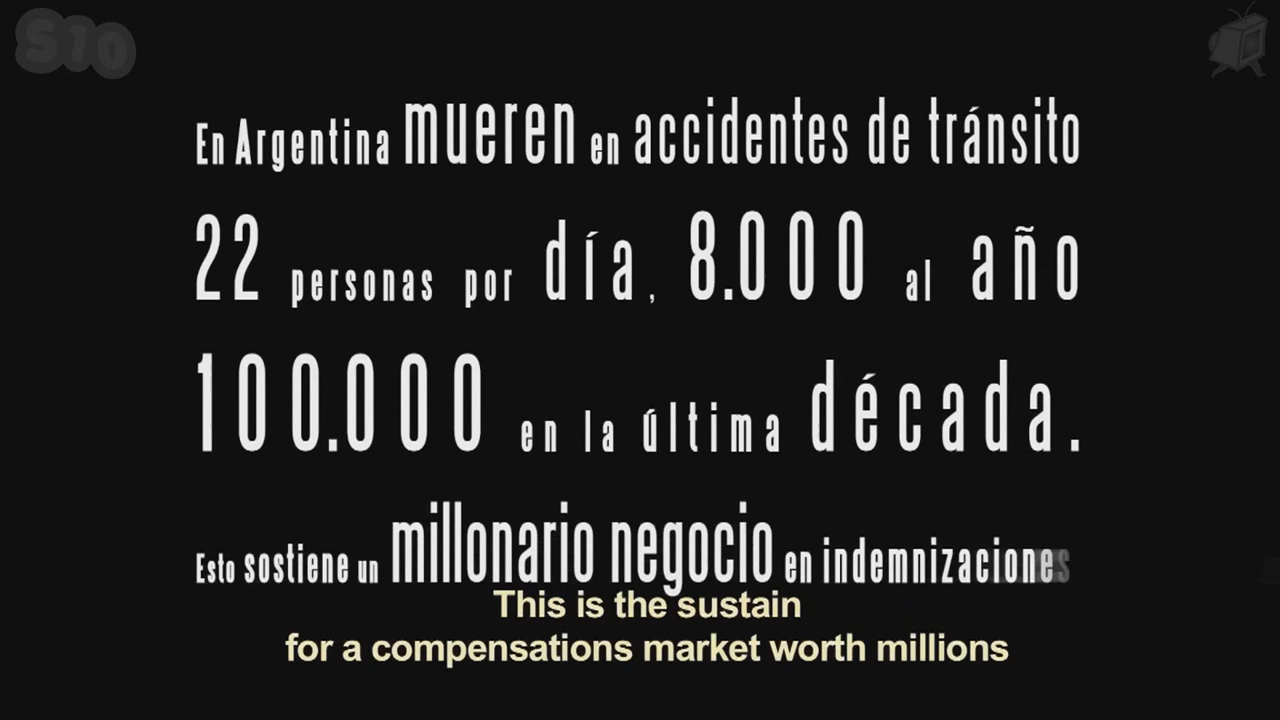 S10
En Argentina mueren en accidentes de tránsito
22 personas por día, 8.000 al año
100.000 en la última década.
Esto sostiene un millonario negocio en indemnizaciones
This is the sustain
for a compensations market worth millions